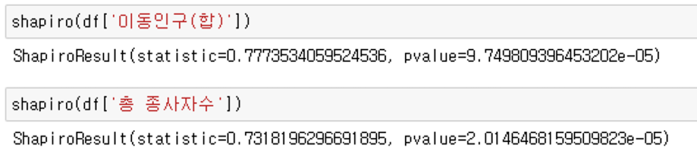 shapiro(df['이동인구(합)'])
ShapiroResult(statistic=0.7773534059524536, pvalue=9.749809396453202e-05)
shapiro(df['총 종사자수'])
ShapiroResult(statistic=0.7318196296691895, pvalue=2.0146468159509823e-05)